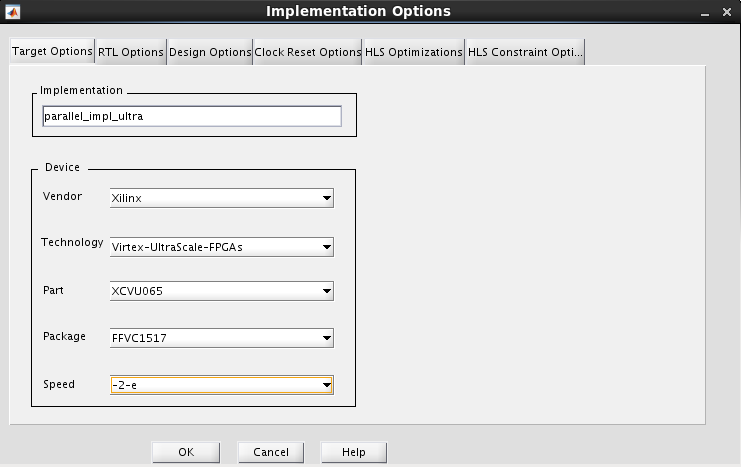 Implementation Options
Target Options RTL Options Design Options Clock Reset Options HLS Optimizations HLS Constraint Opti...
Implementation
parallel_impl_ultra
Device
Vendor Xilinx
Technology Virtex-UltraScale-FPGAs
Part XCVU065
Package FFVC1517
Speed -2-e
OK Cancel Help